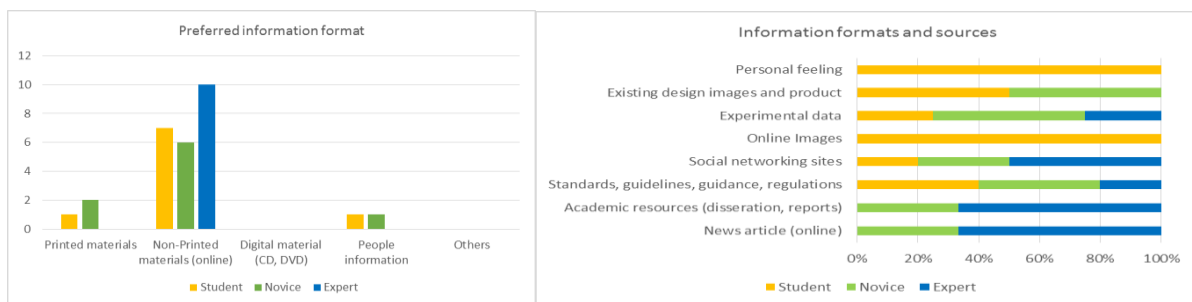 Preferred information format
12
10
8
6
4
2
0
Printed materials
Non-Printed
materials (online)
Digital material
(CD, DVD)
People
information
Others
Student
Novice
Expert
Information formats and sources
Personal feeling
Existing design images and product
Experimental data
Online Images
Social networking sites
Standards, guidelines, guidance, regulations
Academic resources (disseration, reports)
News article (online)
0% 20% 40% 60% 80% 100%
Student
Novice
Expert